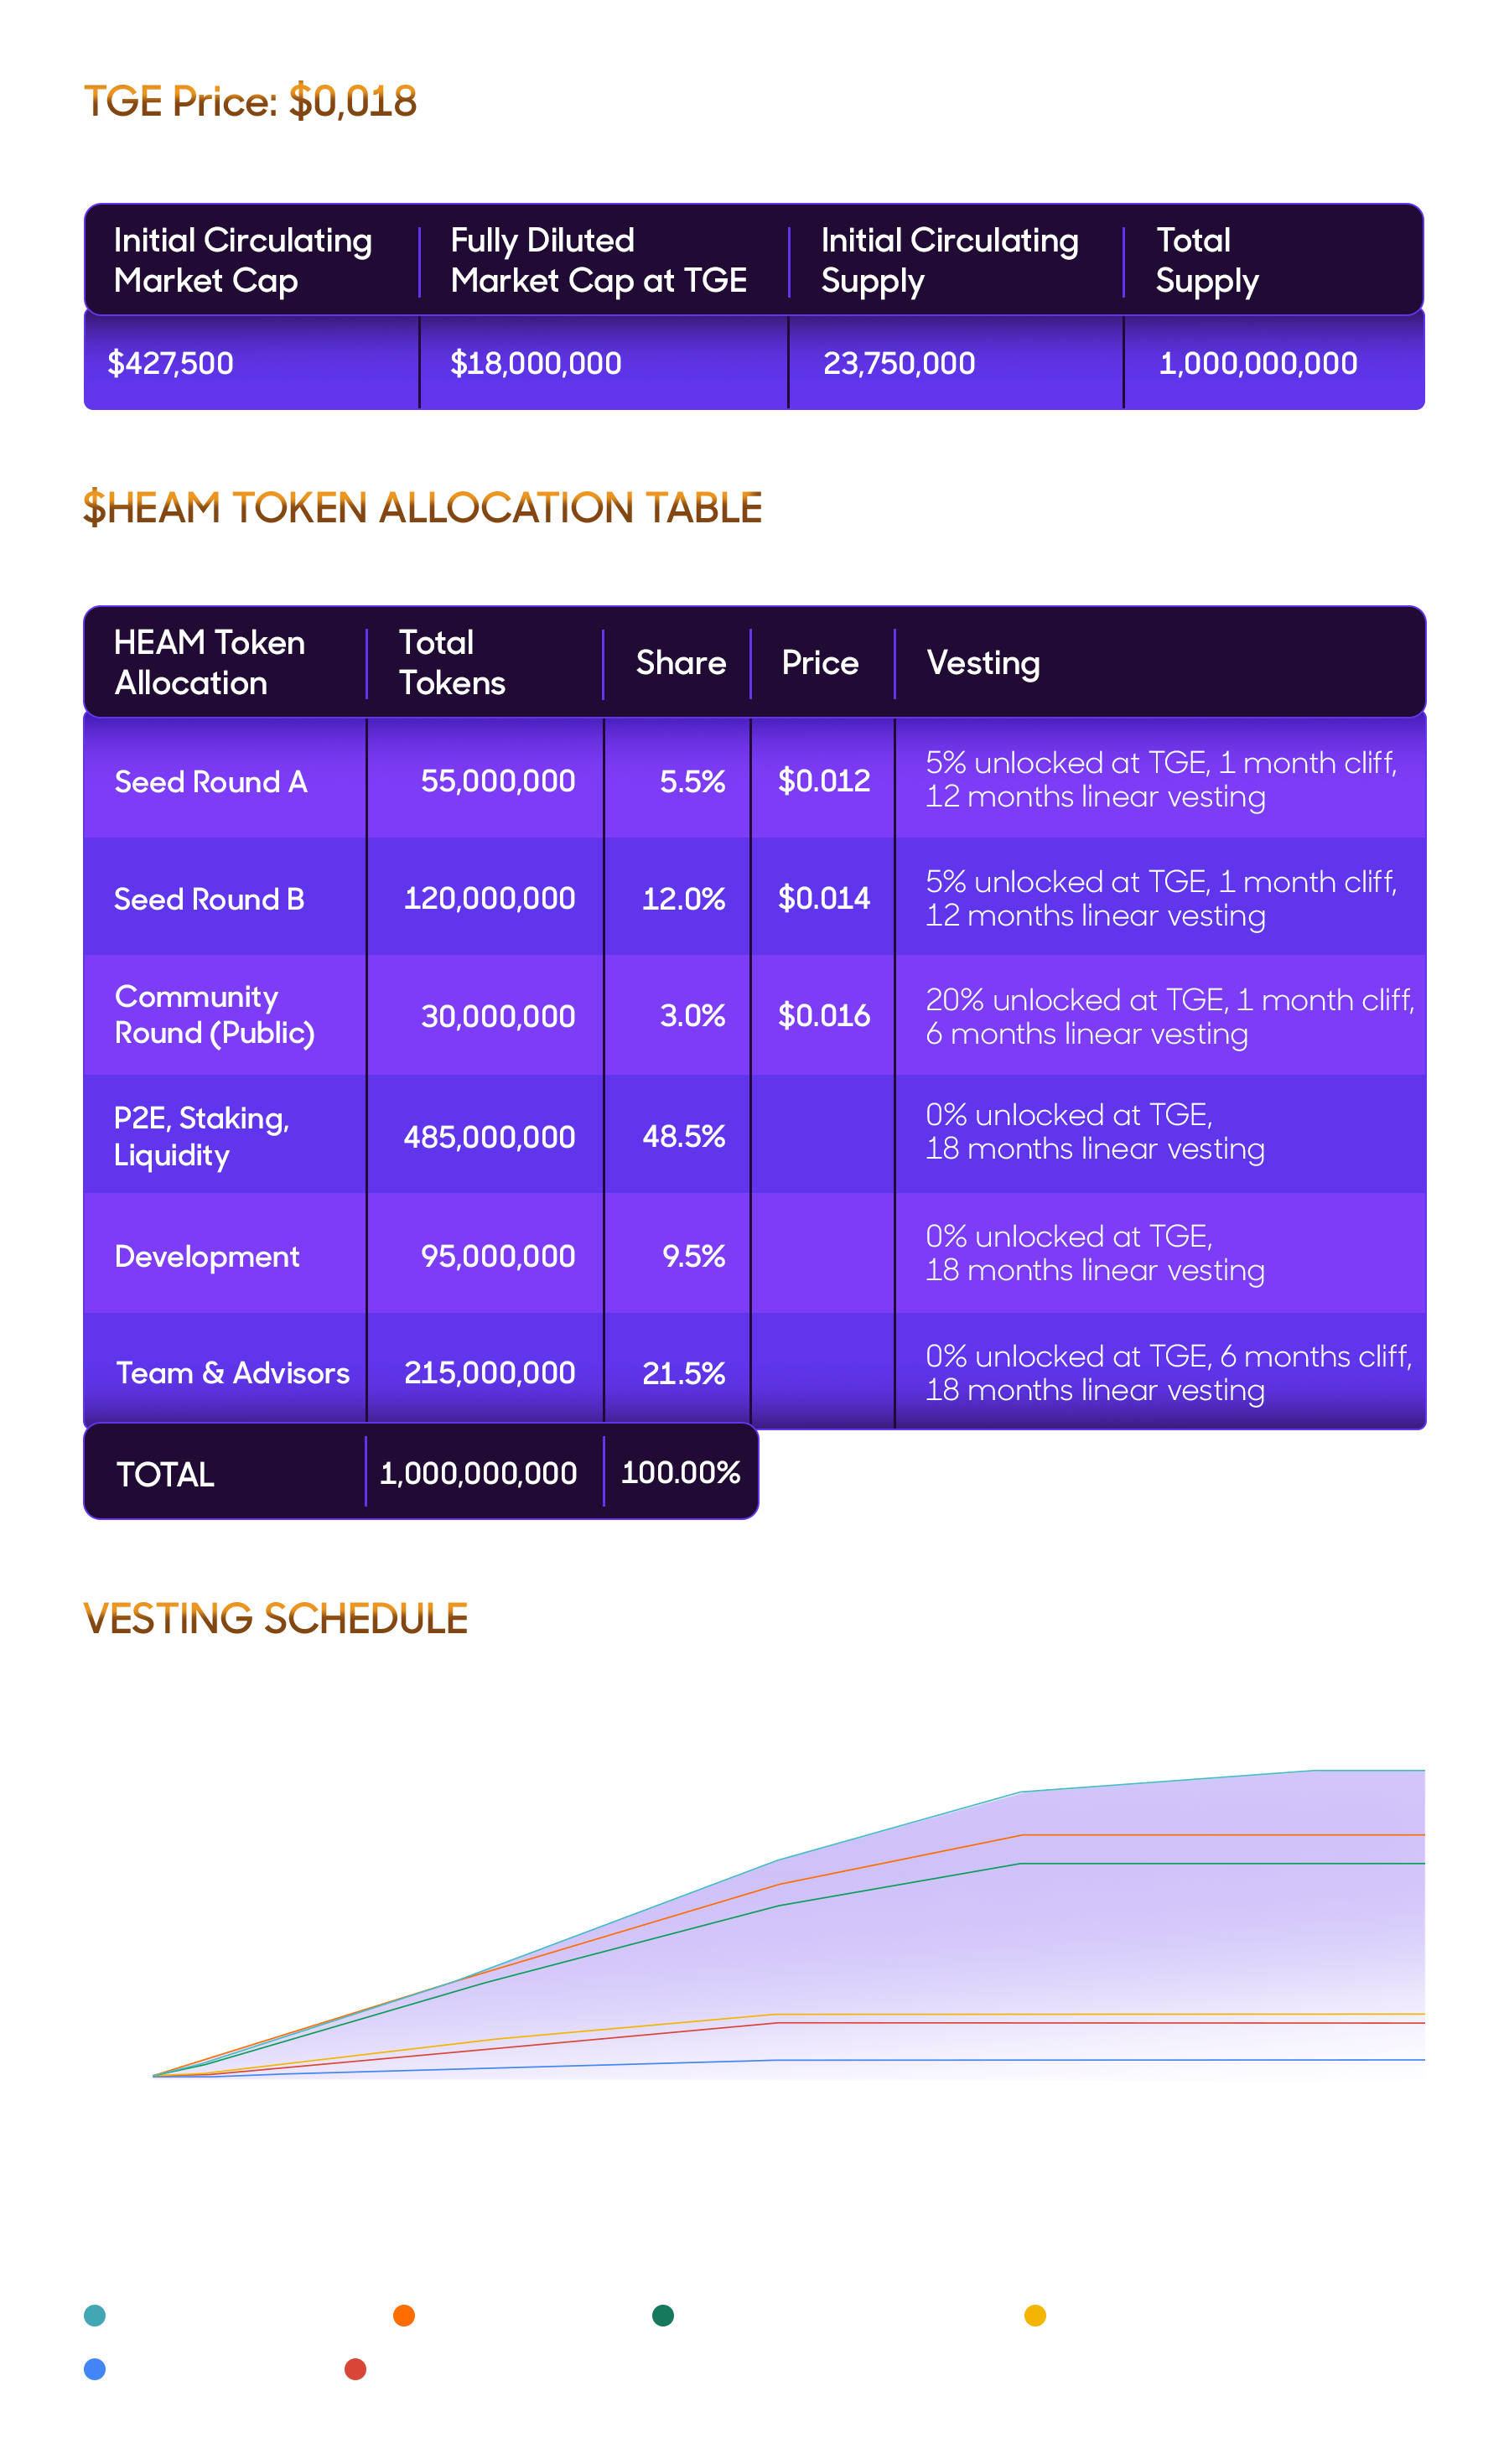 TGE Price: $0,018
Initial Circulating
Market Cap
Fully Diluted
Market Cap at TGE
Initial Circulating
Supply
Total
Supply
$427,500
$18,000,000
23,750,000
1,000,000,000
$HEAM TOKEN ALLOCATION TABLE
HEAM Token
Allocation
Total
Tokens
Share
Price
Vesting
Seed Round A
55,000,000
5.5%
$0.012
5% unlocked at TGE, 1 month cliff,
12 months linear vesting
Seed Round B
120,000,000
12.0%
$0.014
5% unlocked at TGE, 1 month cliff,
12 months linear vesting
Community
Round (Public)
30,000,000
3.0%
$0.016
20% unlocked at TGE, 1 month cliff,
6 months linear vesting
P2E, Staking,
Liquidity
485,000,000
48.5%
0% unlocked at TGE,
18 months linear vesting
Development
95,000,000
9.5%
0% unlocked at TGE,
18 months linear vesting
Team & Advisors
215,000,000
21.5%
0% unlocked at TGE, 6 months cliff,
18 months linear vesting
TOTAL
1,000,000,000
100.00%
VESTING SCHEDULE